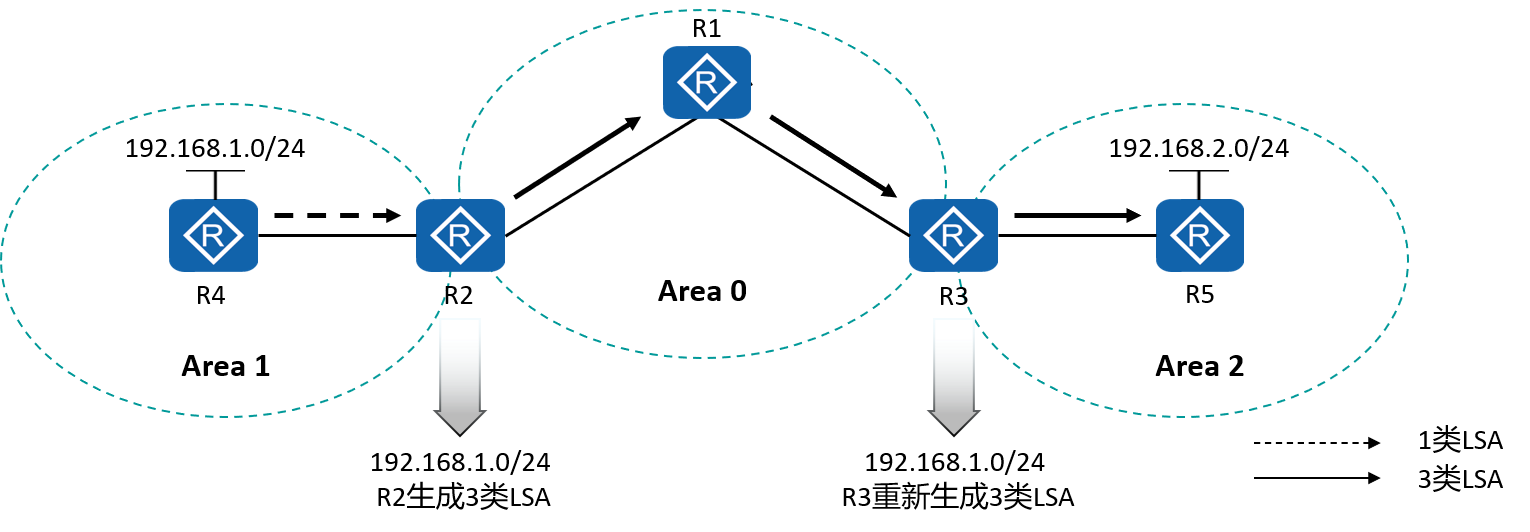 R1
R
192.168.1.0/24
192.168.2.0/24
R
R
R
R
R4
R2
Area 0
R3
R5
Area 1
Area 2
192.168.1.0/24
R2生成3类LSA
192.168.1.0/24
R3重新生成3类LSA
1类LSA
3类LSA